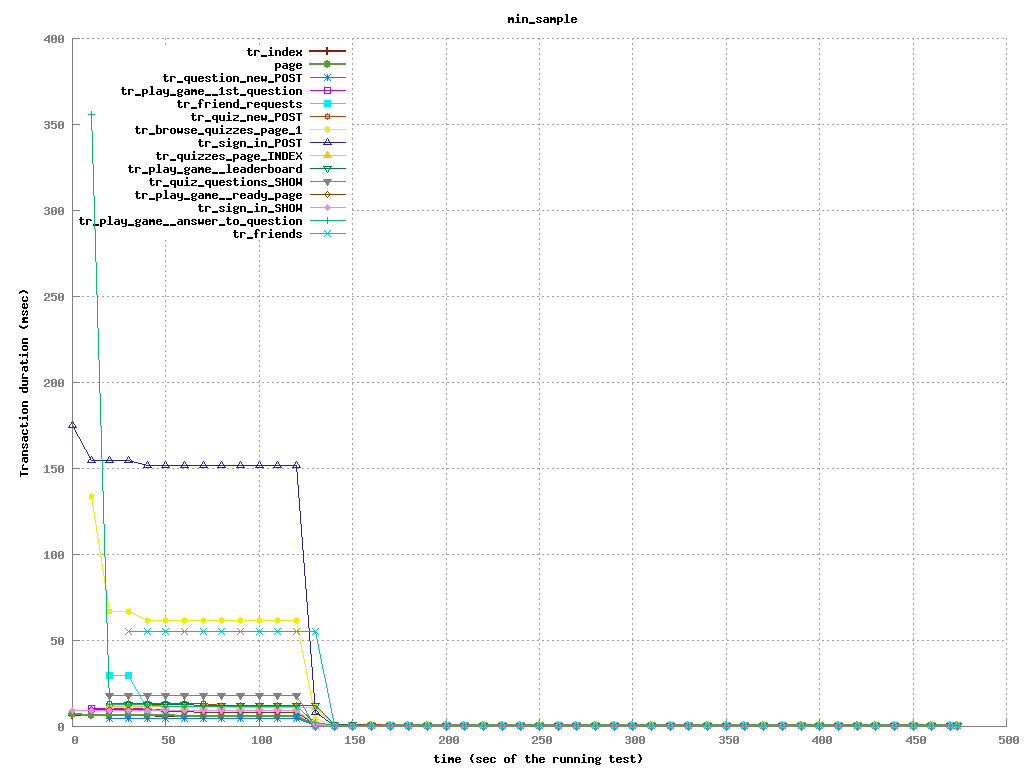 min_sample
400
350
300
250
200
150
100
50
0
Transaction duration (msec)
tr_index
page
tr_question_new_POST
tr_play_game__1st_question
tr_friend_requests
tr_quiz_new_POST
tr_browse_quizzes_page_1
tr_sign_in_POST
tr_quizzes_page_INDEX
tr_play_game__leaderboard
tr_quiz_questions_SHOW
tr_play_game__ready_page
tr_sign_in_SHOW
tr_play_game__answer_to_question
tr_friends
0 50 100 150 200 250 300 350 400 450 500
time (sec of the running test)